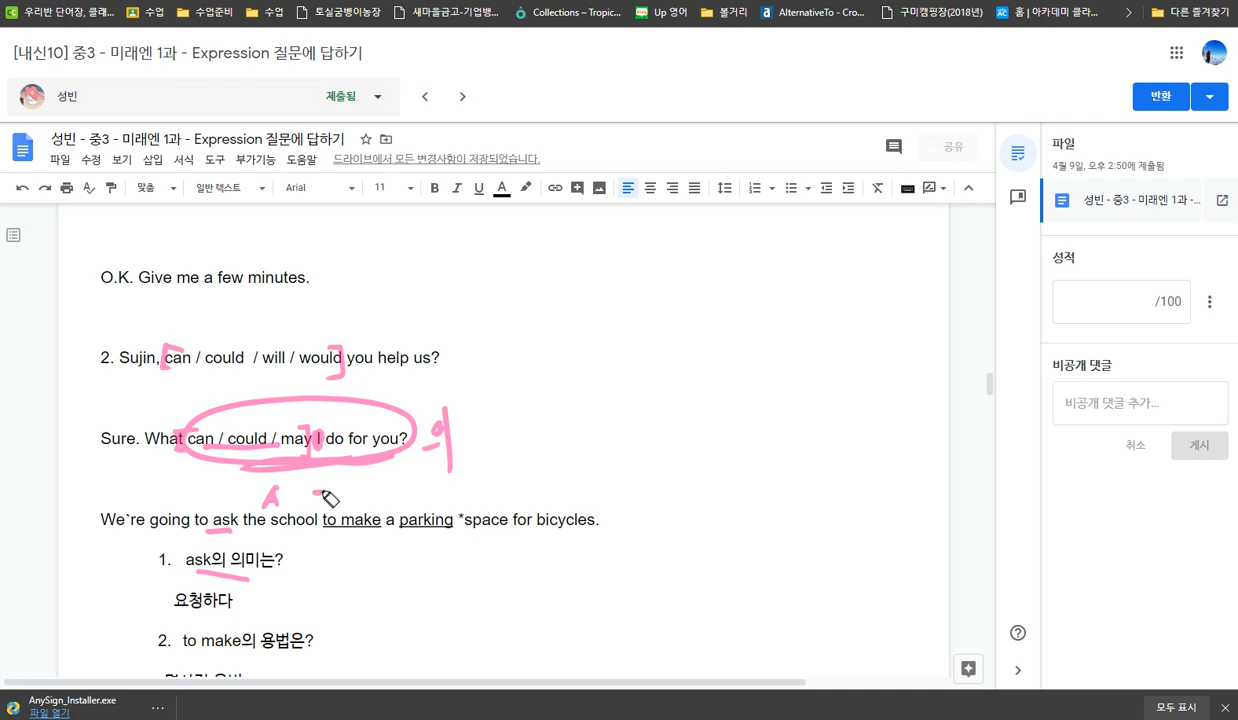 우리반 단어장, 클래... 수업 수업준비 수업 토실굼벵이농장 새마을금고-기업뱅... Collections – Tropic... Up 영어 볼거리 AlternativeTo - Cro... 구미캠핑장(2018년) 홈 | 아카데미 클라... 다른 즐겨찾기
[내신10] 중3 - 미래엔 1과 - Expression 질문에 답하기
성빈 제출됨 반환
성빈 - 중3 - 미래엔 1과 - Expression 질문에 답하기
파일 수정 보기 삽입 서식 도구 부가기능 도움말 드라이브에서 모든 변경사항이 저장되었습니다. 공유
맞춤 일반 텍스트 Arial 11
파일
4월 9일, 오후 2:50에 제출됨
성빈 - 중3 - 미래엔 1과 -...
성적
/100
비공개 댓글
비공개 댓글 추가...
취소 게시
O.K. Give me a few minutes.
2. Sujin, can / could / will / would you help us?
Sure. What can / could / may I do for you?
We’re going to ask the school to make a parking *space for bicycles.
1. ask의 의미는?
요청하다
2. to make의 용법은?
AnySign_Installer.exe
파일 열기
모두 표시